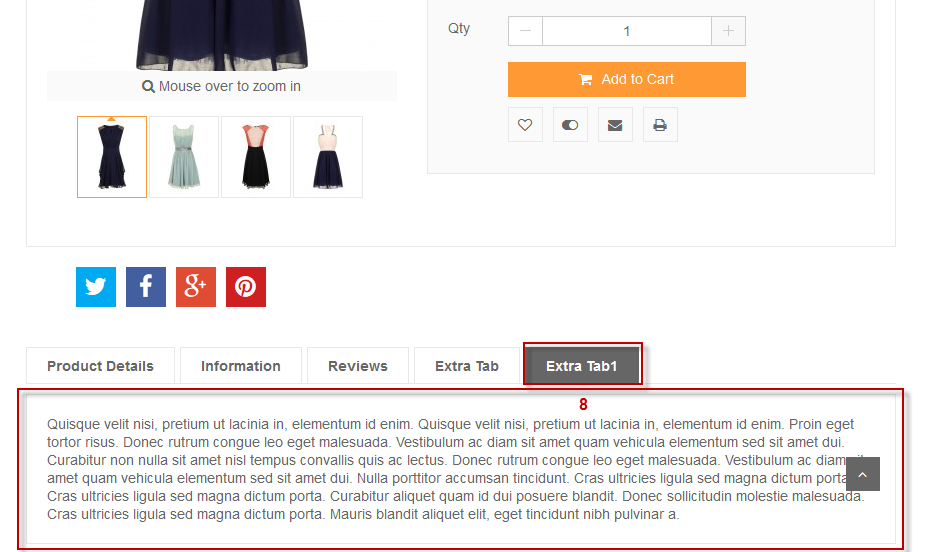 Qty
1
Mouse over to zoom in
Add to Cart
Product Details
Information
Reviews
Extra Tab
Extra Tab1
8
Quisque velit nisi, pretium ut lacinia in, elementum id enim. Quisque velit nisi, pretium ut lacinia in, elementum id enim. Proin eget
tortor risus. Donec rutrum congue leo eget malesuada. Vestibulum ac diam sit amet quam vehicula elementum sed sit amet dui.
Curabitur non nulla sit amet nisl tempus convallis quis ac lectus. Donec rutrum congue leo eget malesuada. Vestibulum ac diam sit
amet quam vehicula elementum sed sit amet dui. Nulla porttitor accumsan tincidunt. Cras ultricies ligula sed magna dictum porta.
Cras ultricies ligula sed magna dictum porta. Curabitur aliquet quam id dui posuere blandit. Donec sollicitudin molestie malesuada.
Cras ultricies ligula sed magna dictum porta. Mauris blandit aliquet elit, eget tincidunt nibh pulvinar a.